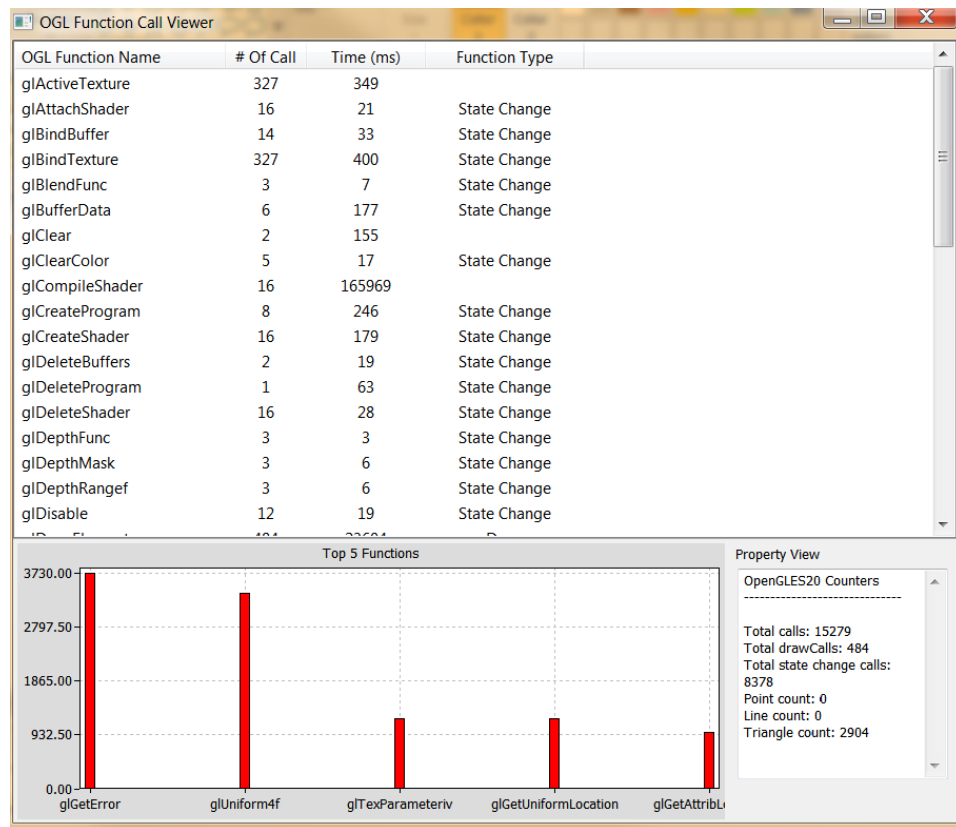 OGL Function Call Viewer
OGL Function Name # Of Call Time (ms) Function Type
glActiveTexture 327 349
glAttachShader 16 21 State Change
glBindBuffer 14 33 State Change
glBindTexture 327 400 State Change
glBlendFunc 3 7 State Change
glBufferData 6 177 State Change
glClear 2 155
glClearColor 5 17 State Change
glCompileShader 16 165969
glCreateProgram 8 246 State Change
glCreateShader 16 179 State Change
glDeleteBuffers 2 19 State Change
glDeleteProgram 1 63 State Change
glDeleteShader 16 28 State Change
glDepthFunc 3 3 State Change
glDepthMask 3 6 State Change
glDepthRangef 3 6 State Change
glDisable 12 19 State Change
Top 5 Functions
3730.00
2797.50
1865.00
932.50
0.00
glGetError glUniform4f glTexParameteriv glGetUniformLocation glGetAttribL
Property View
OpenGLES20 Counters
------------------------------
Total calls: 15279
Total drawCalls: 484
Total state change calls:
8378
Point count: 0
Line count: 0
Triangle count: 2904